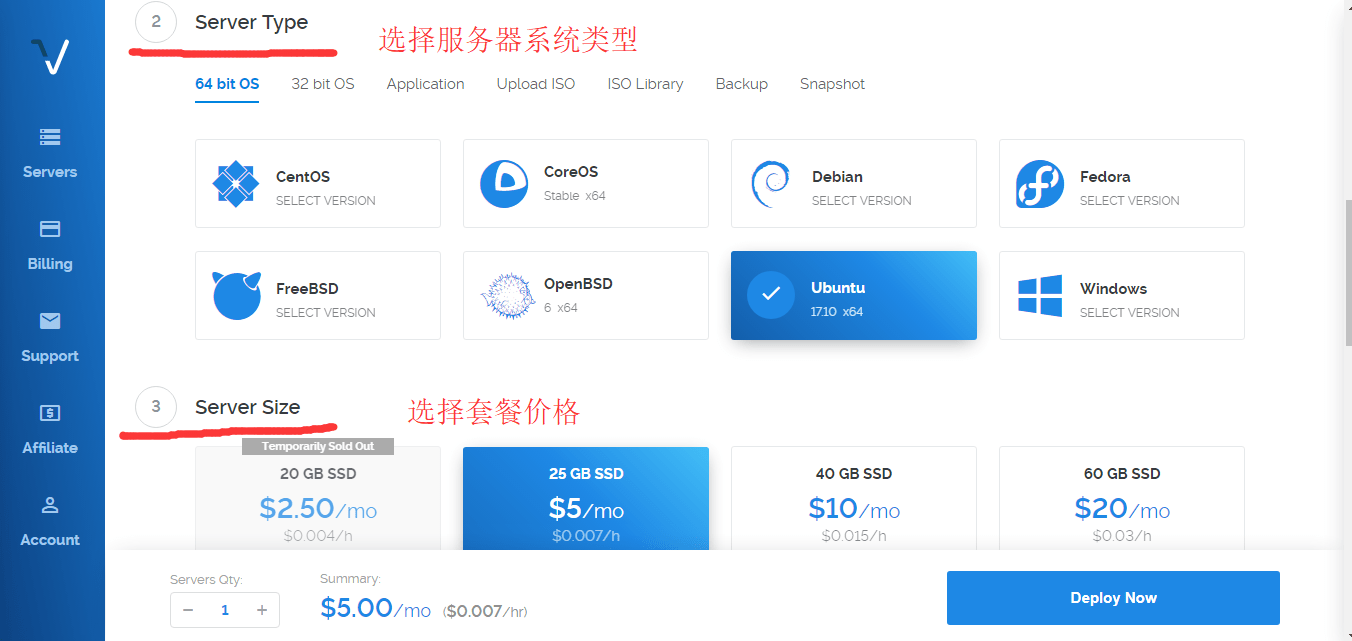 2
Server Type
选择服务器系统类型
64 bit OS
32 bit OS
Application
Upload ISO
ISO Library
Backup
Snapshot
CentOS
SELECT VERSION
CoreOS
Stable x64
Debian
SELECT VERSION
Fedora
SELECT VERSION
FreeBSD
SELECT VERSION
OpenBSD
6 x64
Ubuntu
17.10 x64
Windows
SELECT VERSION
Servers
Billing
Support
Affiliate
Account
3
Server Size
选择套餐价格
Temporarily Sold Out
20 GB SSD
$2.50/mo
$0.004/h
25 GB SSD
$5/mo
$0.007/h
40 GB SSD
$10/mo
$0.015/h
60 GB SSD
$20/mo
$0.03/h
Servers Qty:
− 1 +
Summary:
$5.00/mo ($0.007/hr)
Deploy Now